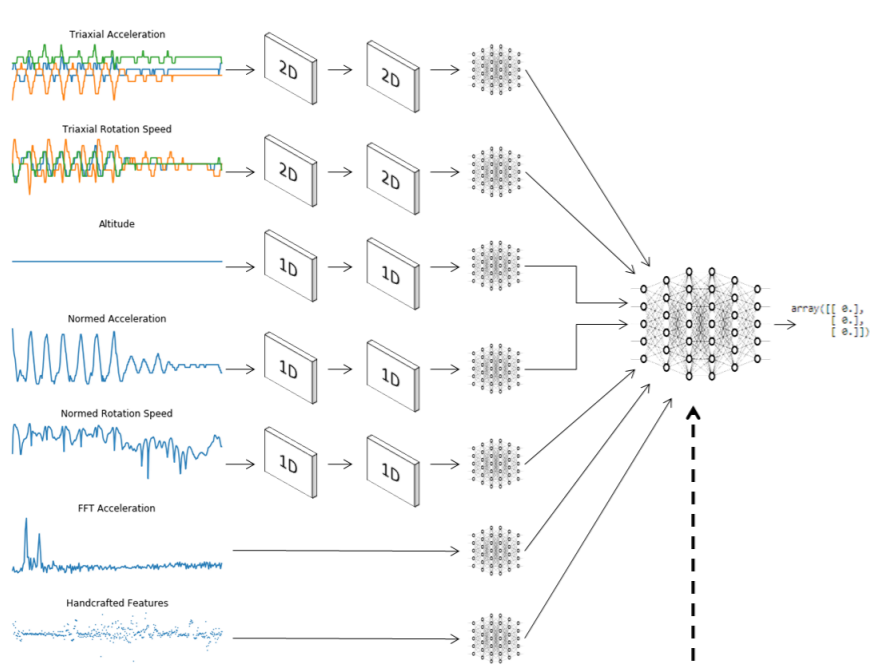 Triaxial Acceleration
2D
2D
Triaxial Rotation Speed
2D
2D
Altitude
1D
1D
Normed Acceleration
1D
1D
Normed Rotation Speed
1D
1D
FFT Acceleration
Handcrafted Features
array([[ 0.],
[ 0.],
[ 0.]])